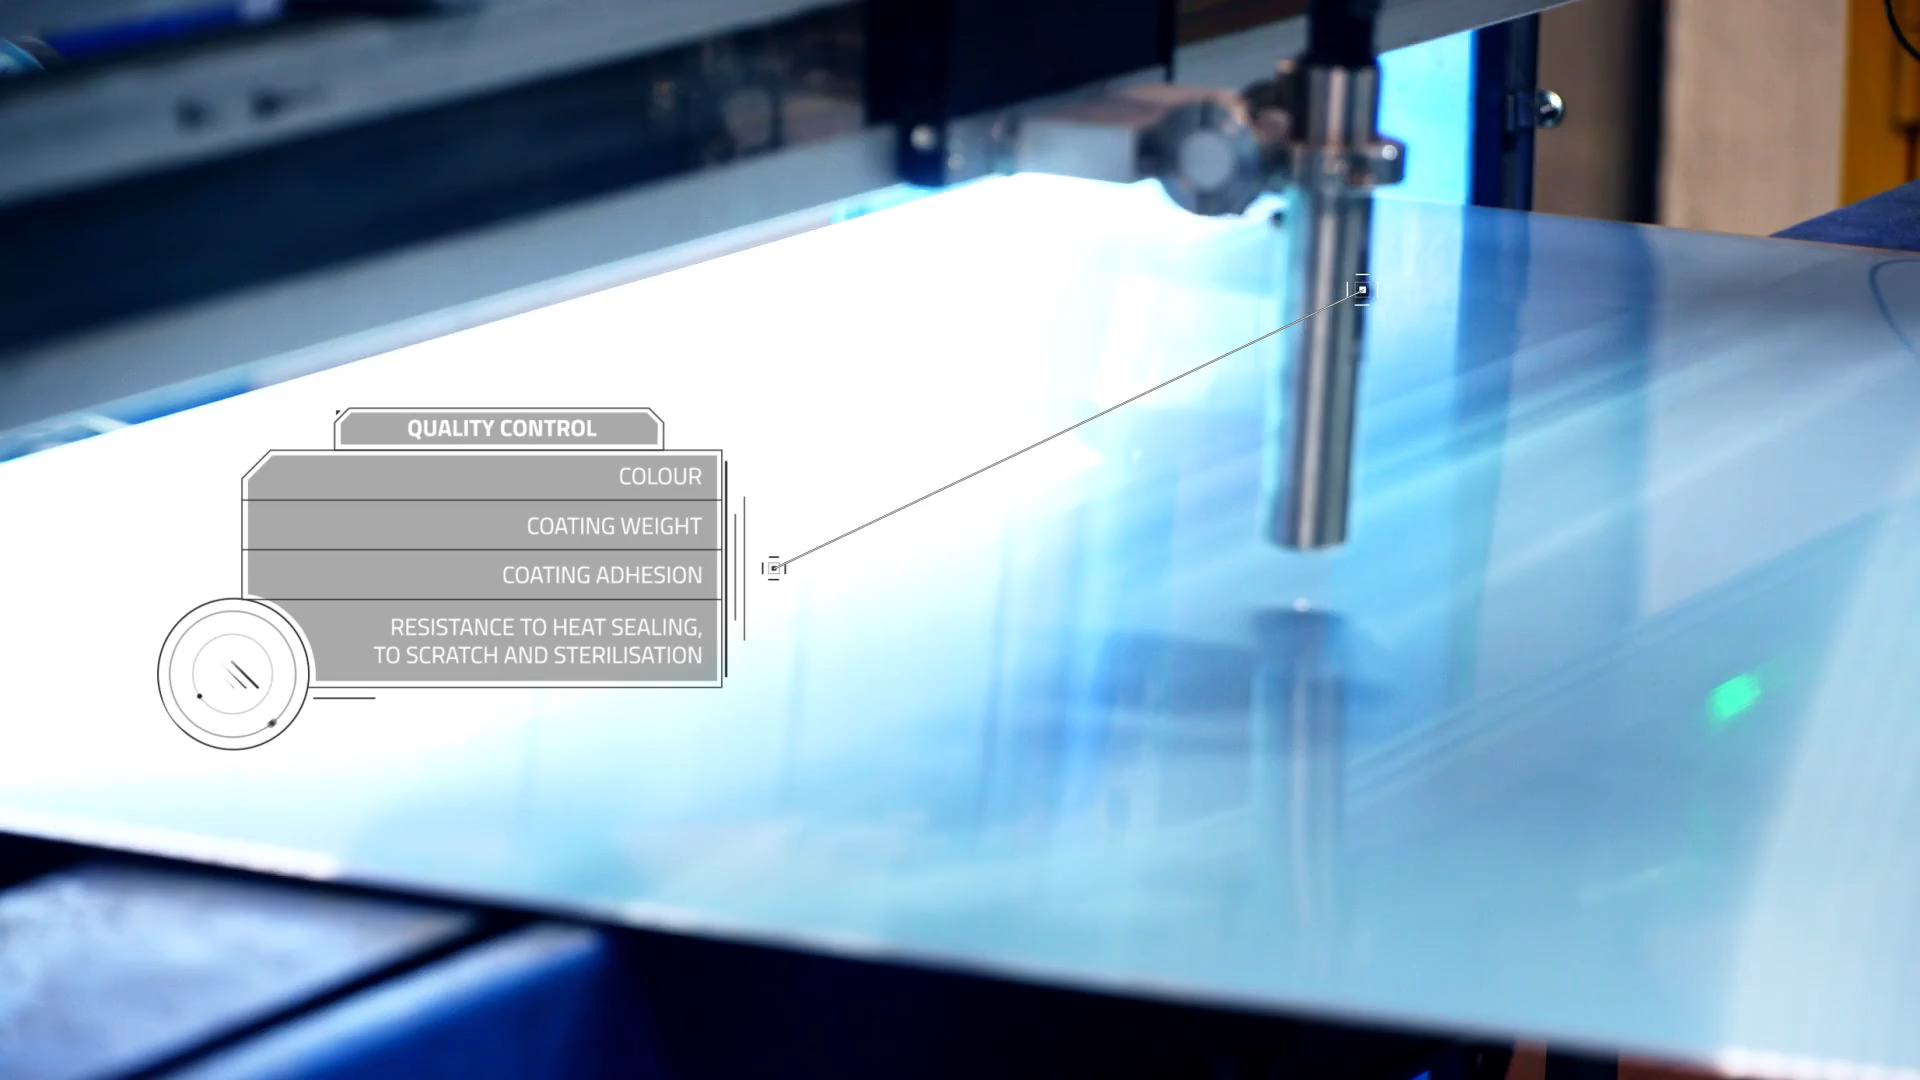 QUALITY CONTROL
COLOUR
COATING WEIGHT
COATING ADHESION
RESISTANCE TO HEAT SEALING,
TO SCRATCH AND STERILISATION